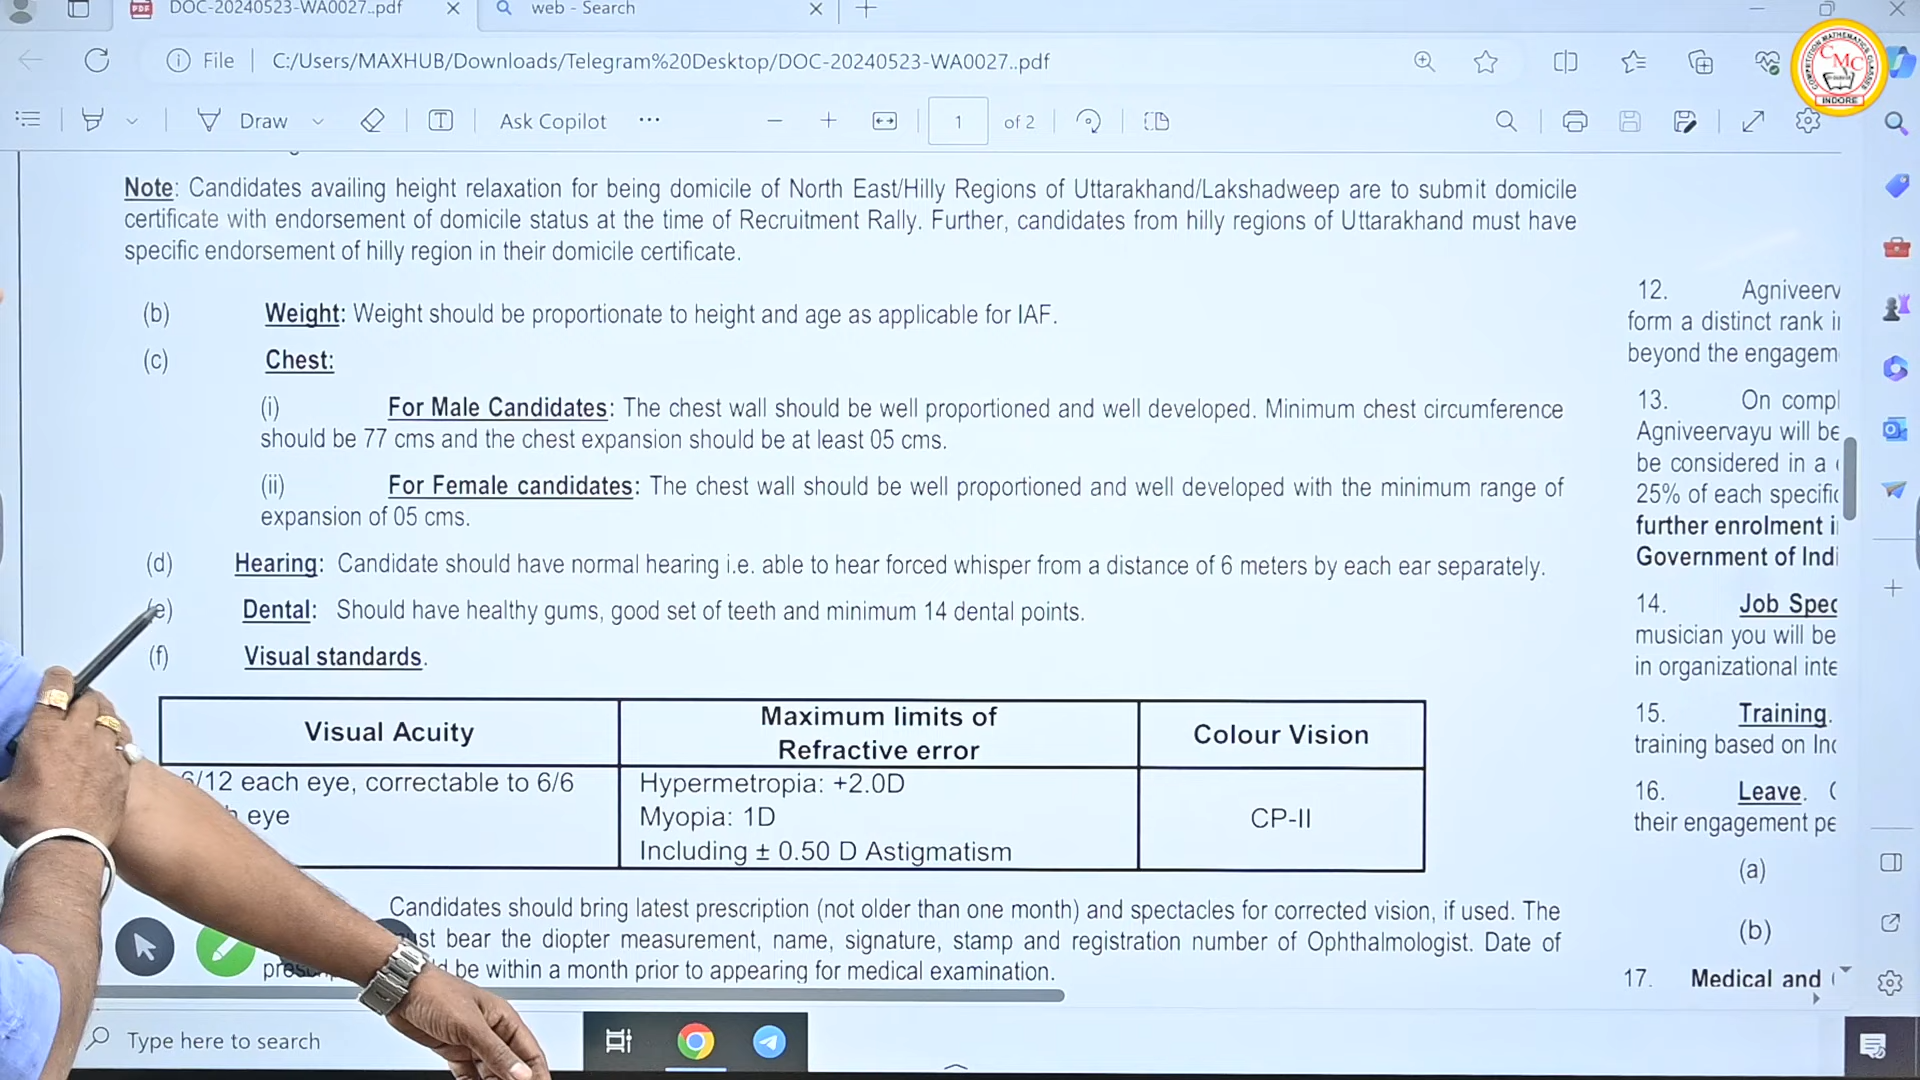 DOC-20240523-WA0027..pdf
web - Search
File
C:/Users/MAXHUB/Downloads/Telegram%20Desktop/DOC-20240523-WA0027..pdf
COMPETITION MATHEMATICS CLASSES
CMC
INDORE
Draw
Ask Copilot
1
of 2
Note: Candidates availing height relaxation for being domicile of North East/Hilly Regions of Uttarakhand/Lakshadweep are to submit domicile
certificate with endorsement of domicile status at the time of Recruitment Rally. Further, candidates from hilly regions of Uttarakhand must have
specific endorsement of hilly region in their domicile certificate.
(b) Weight: Weight should be proportionate to height and age as applicable for IAF.
(c) Chest:
(i) For Male Candidates: The chest wall should be well proportioned and well developed. Minimum chest circumference
should be 77 cms and the chest expansion should be at least 05 cms.
(ii) For Female candidates: The chest wall should be well proportioned and well developed with the minimum range of
expansion of 05 cms.
(d) Hearing: Candidate should have normal hearing i.e. able to hear forced whisper from a distance of 6 meters by each ear separately.
(e) Dental: Should have healthy gums, good set of teeth and minimum 14 dental points.
(f) Visual standards.
Visual Acuity
Maximum limits of
Refractive error
Colour Vision
6/12 each eye, correctable to 6/6
eye
Hypermetropia: +2.0D
Myopia: 1D
Including ± 0.50 D Astigmatism
CP-II
Candidates should bring latest prescription (not older than one month) and spectacles for corrected vision, if used. The
bear the diopter measurement, name, signature, stamp and registration number of Ophthalmologist. Date of
be within a month prior to appearing for medical examination.
12. Agniveerv
form a distinct rank i
beyond the engagem
13. On compl
Agniveervayu will be
be considered in a
25% of each specific
further enrolment i
Government of Indi
14. Job Spec
musician you will be
in organizational inte
15. Training.
training based on Ind
16. Leave.
their engagement pe
(a)
(b)
17. Medical and
Type here to search